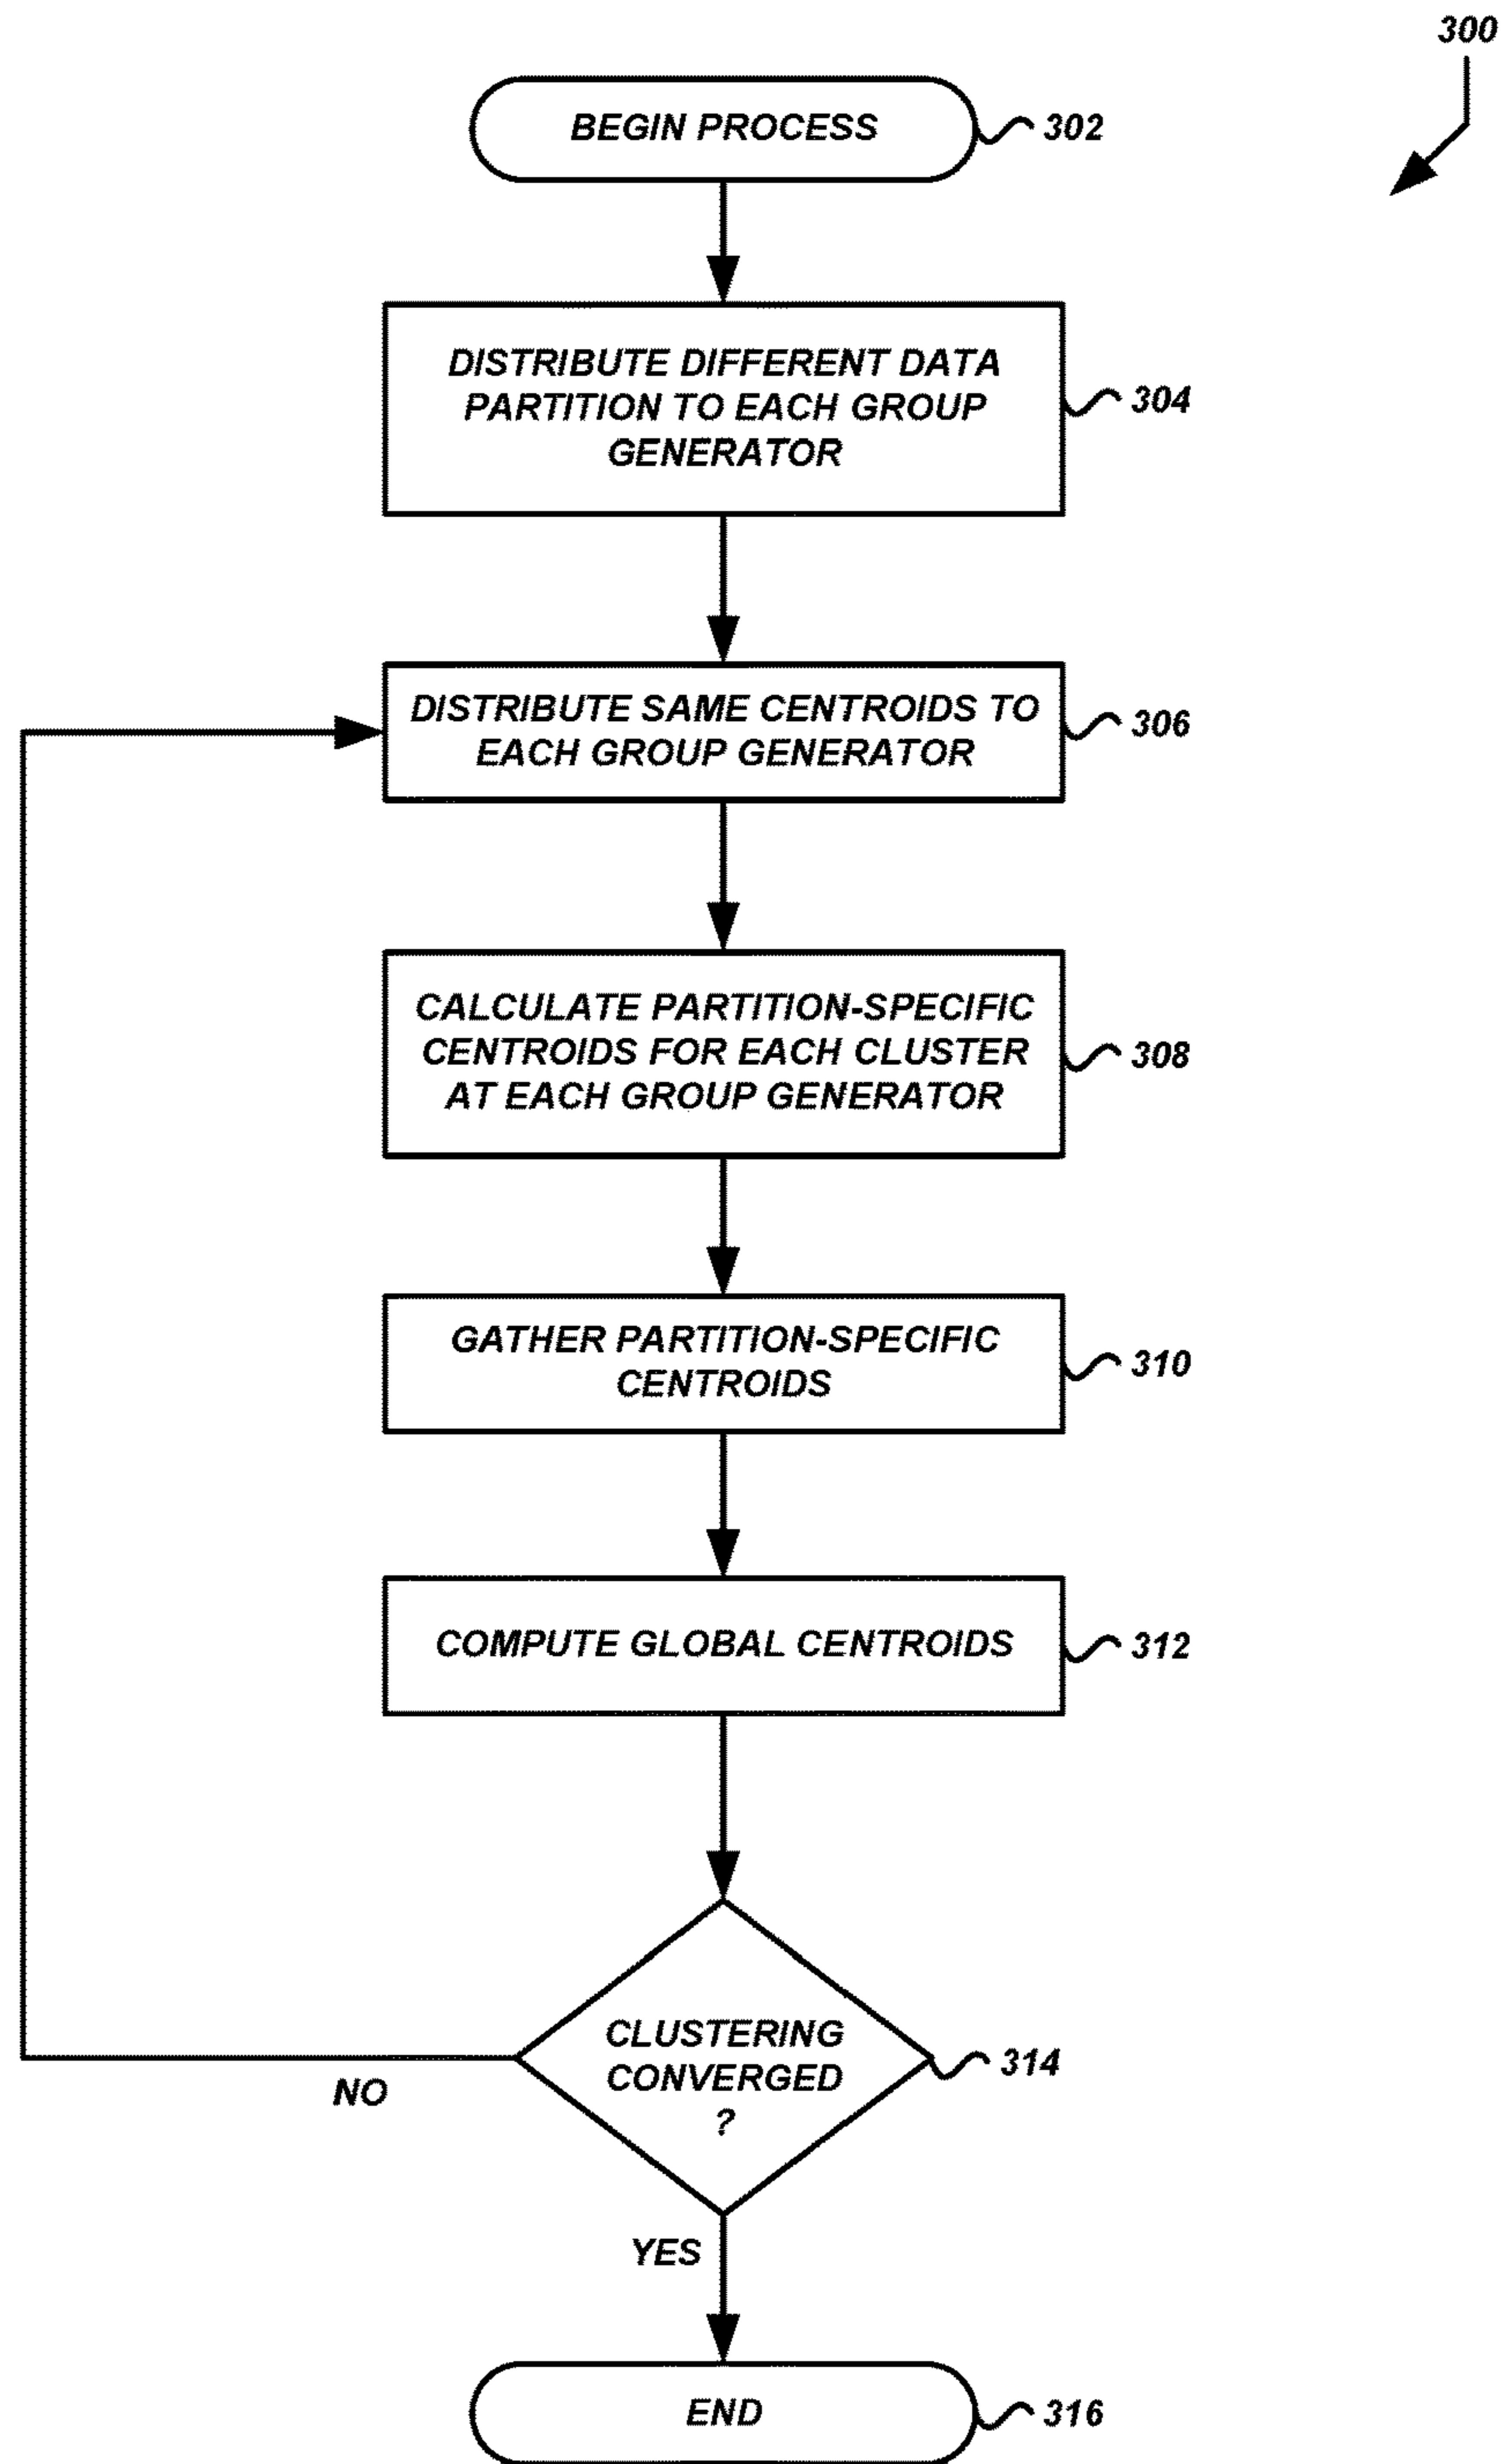 300
BEGIN PROCESS
302
DISTRIBUTE DIFFERENT DATA
PARTITION TO EACH GROUP
GENERATOR
304
DISTRIBUTE SAME CENTROIDS TO
EACH GROUP GENERATOR
306
CALCULATE PARTITION-SPECIFIC
CENTROIDS FOR EACH CLUSTER
AT EACH GROUP GENERATOR
308
GATHER PARTITION-SPECIFIC
CENTROIDS
310
COMPUTE GLOBAL CENTROIDS
312
CLUSTERING
CONVERGED
?
314
NO
YES
END
316